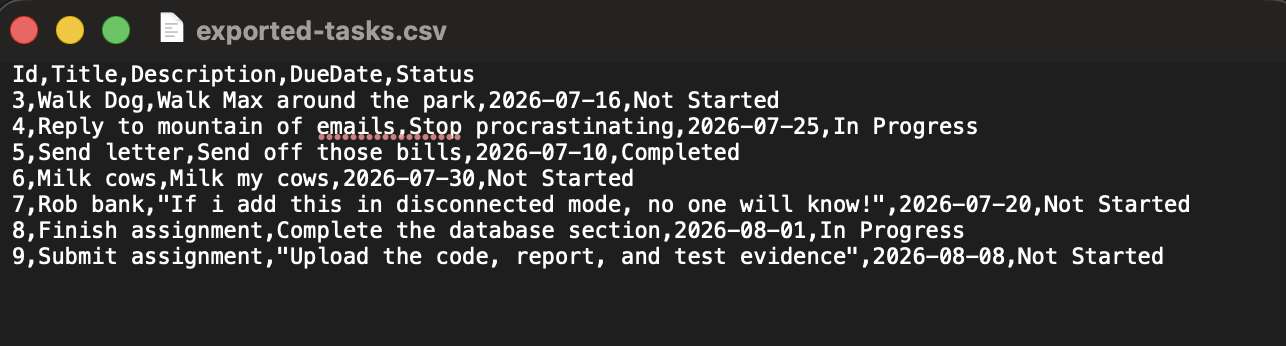 exported-tasks.csv
Id,Title,Description,DueDate,Status
3,Walk Dog,Walk Max around the park,2026-07-16,Not Started
4,Reply to mountain of emails,Stop procrastinating,2026-07-25,In Progress
5,Send letter,Send off those bills,2026-07-10,Completed
6,Milk cows,Milk my cows,2026-07-30,Not Started
7,Rob bank,"If i add this in disconnected mode, no one will know!",2026-07-20,Not Started
8,Finish assignment,Complete the database section,2026-08-01,In Progress
9,Submit assignment,"Upload the code, report, and test evidence",2026-08-08,Not Started